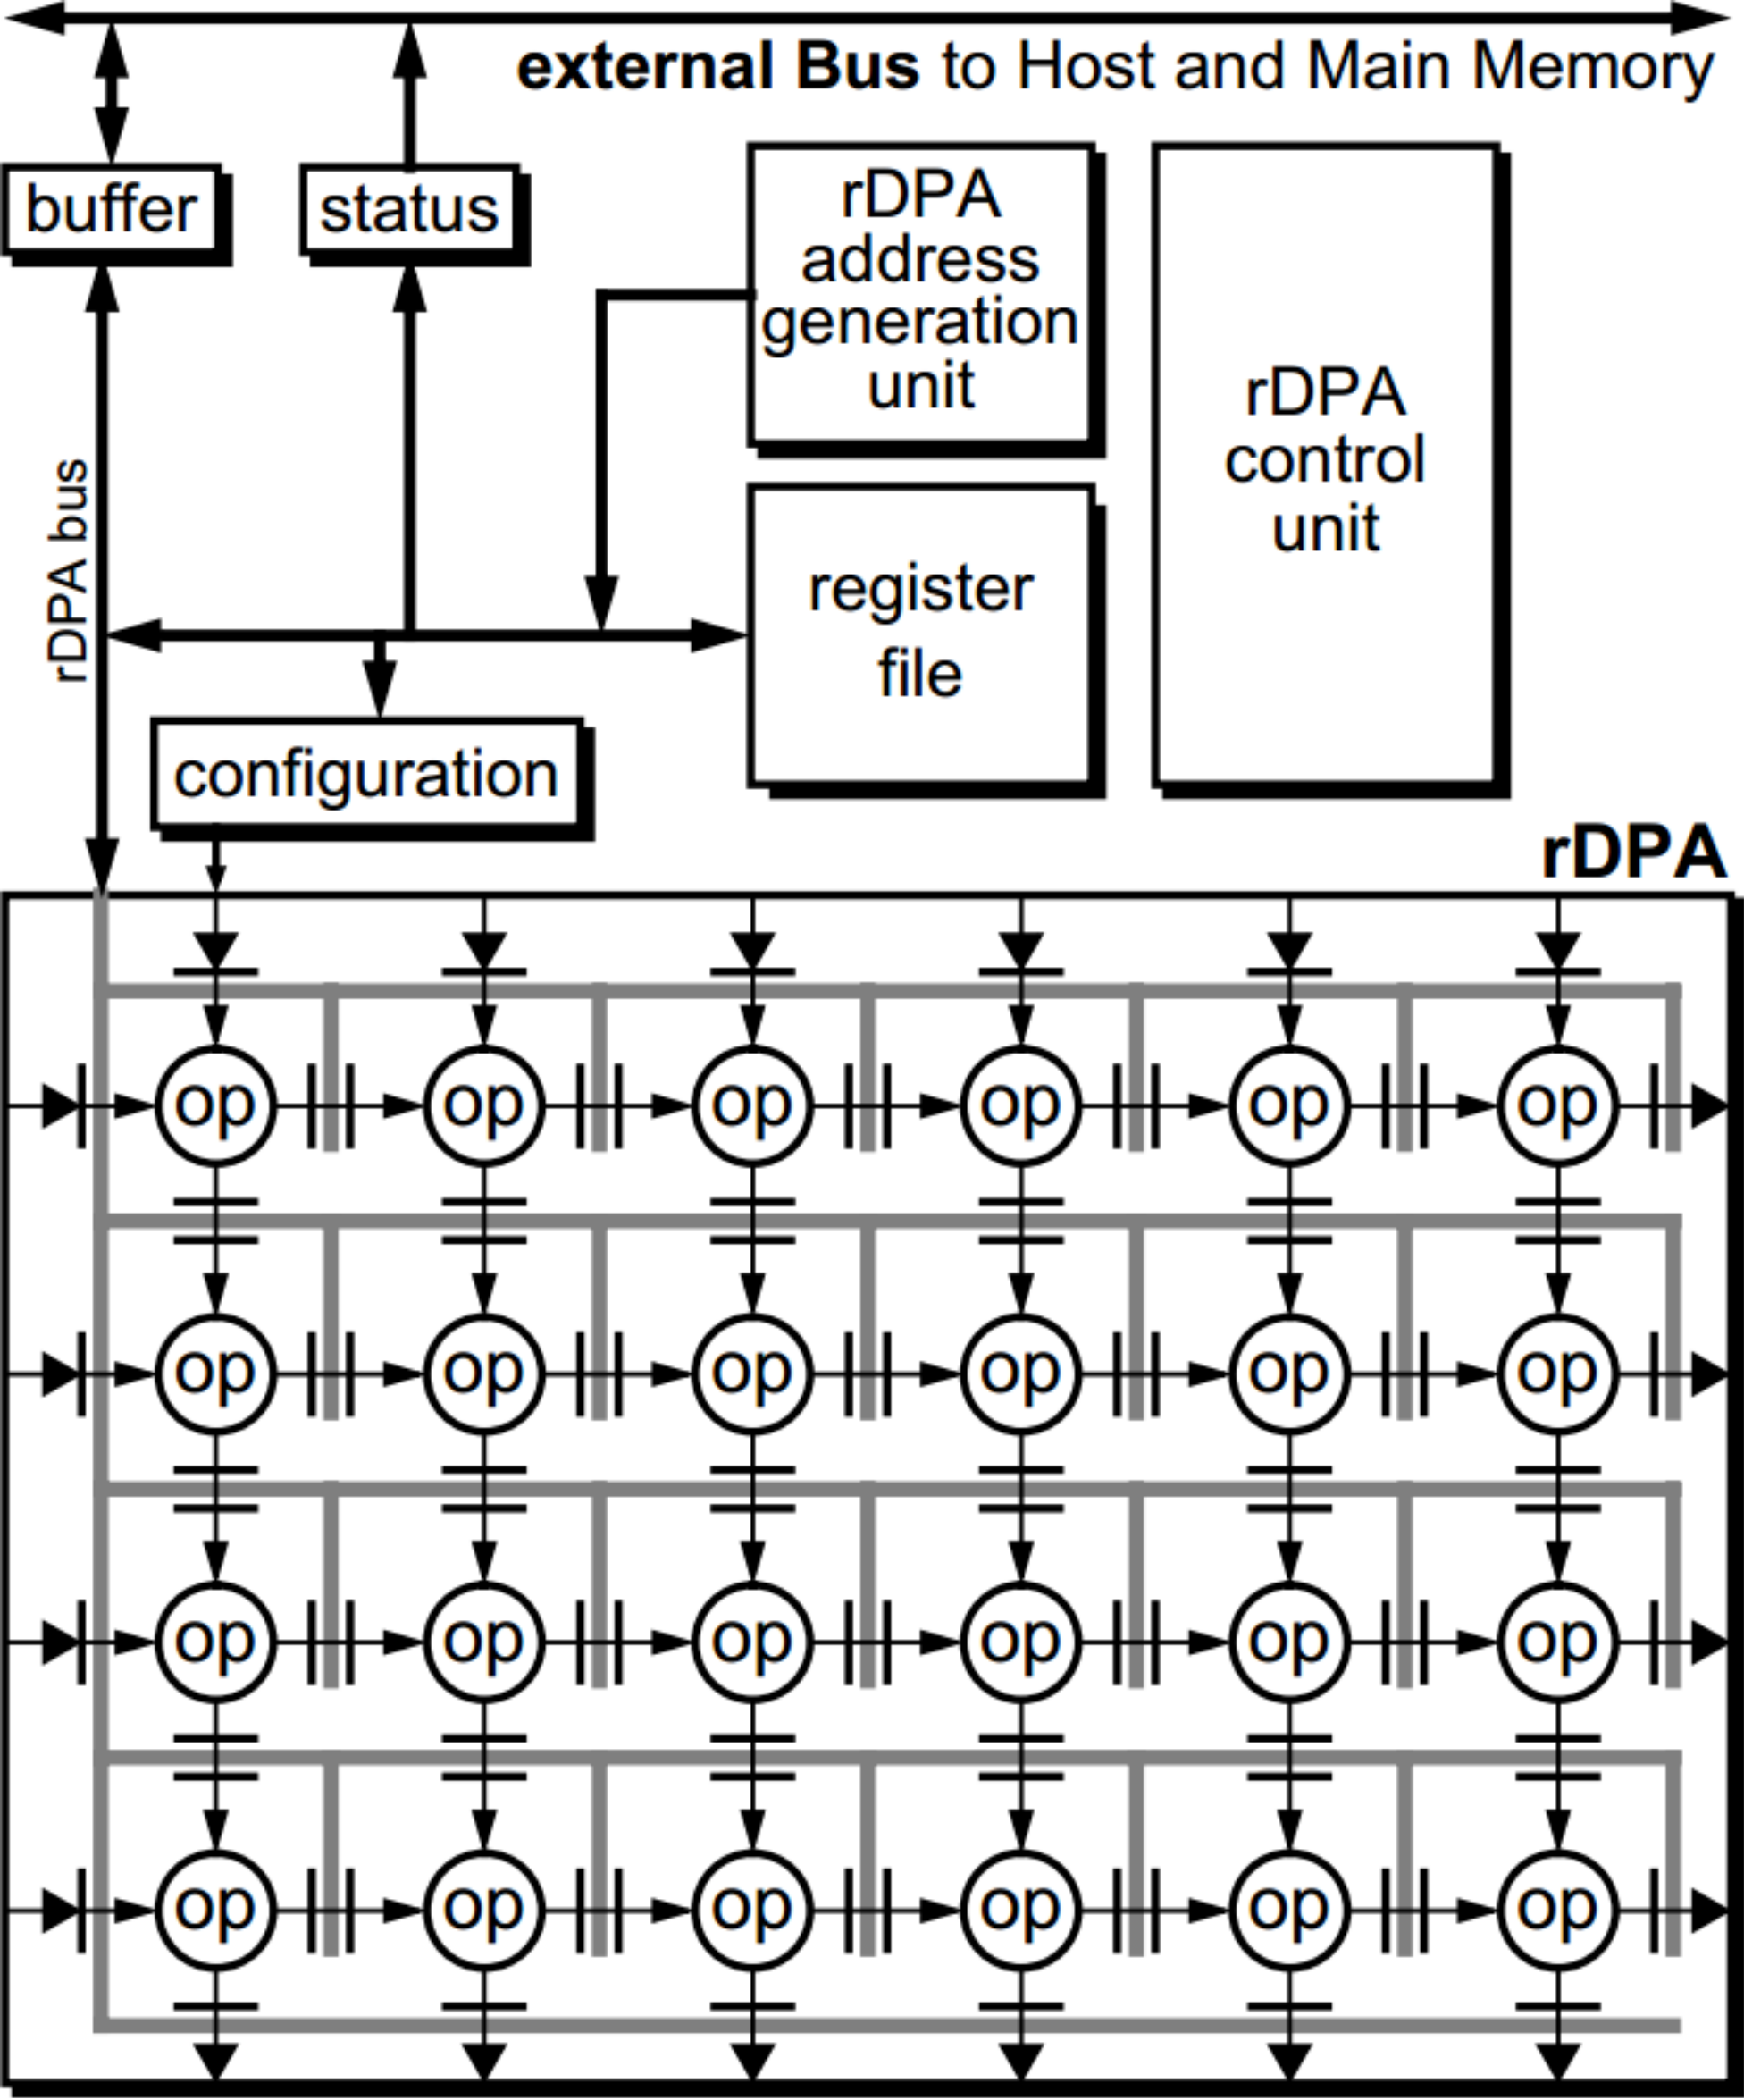 external Bus to Host and Main Memory
buffer
status
rDPA
address
generation
unit
rDPA
control
unit
rDPA bus
register
file
configuration
rDPA
op op op op op op
op op op op op op
op op op op op op
op op op op op op